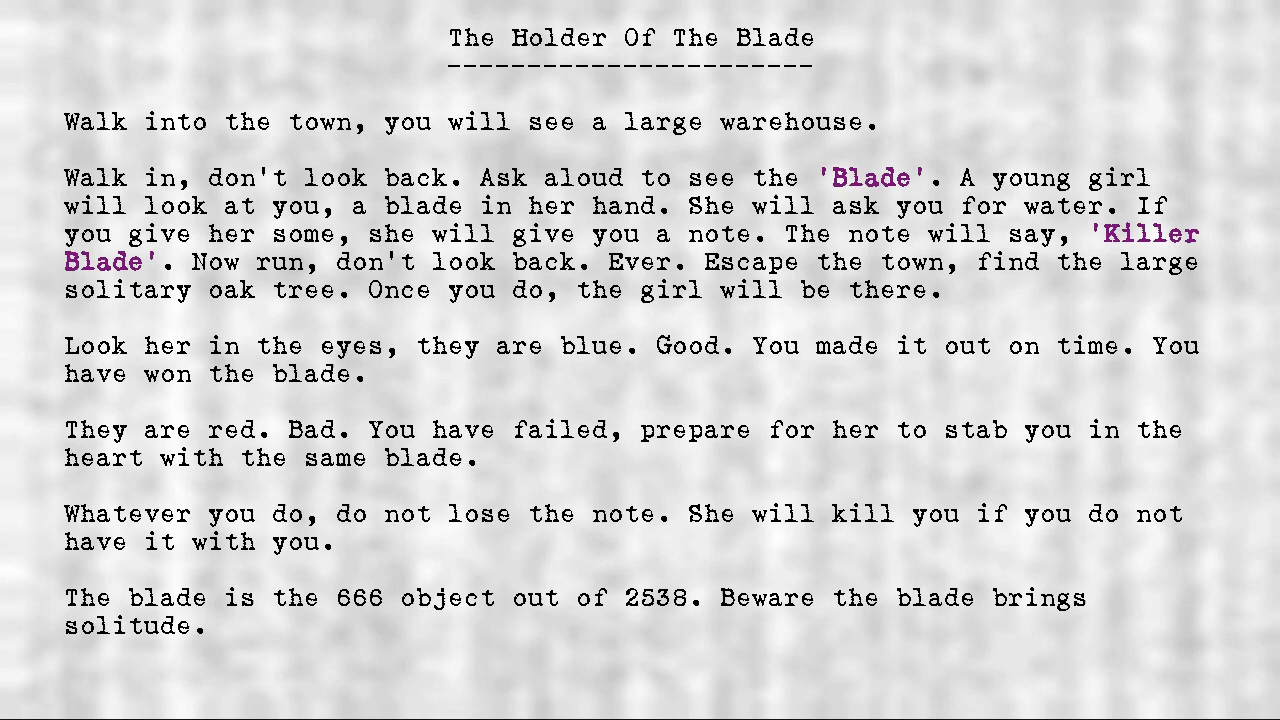 The Holder Of The Blade
-----------------------
Walk into the town, you will see a large warehouse.
Walk in, don't look back. Ask aloud to see the 'Blade'. A young girl
will look at you, a blade in her hand. She will ask you for water. If
you give her some, she will give you a note. The note will say, 'Killer
Blade'. Now run, don't look back. Ever. Escape the town, find the large
solitary oak tree. Once you do, the girl will be there.
Look her in the eyes, they are blue. Good. You made it out on time. You
have won the blade.
They are red. Bad. You have failed, prepare for her to stab you in the
heart with the same blade.
Whatever you do, do not lose the note. She will kill you if you do not
have it with you.
The blade is the 666 object out of 2538. Beware the blade brings
solitude.